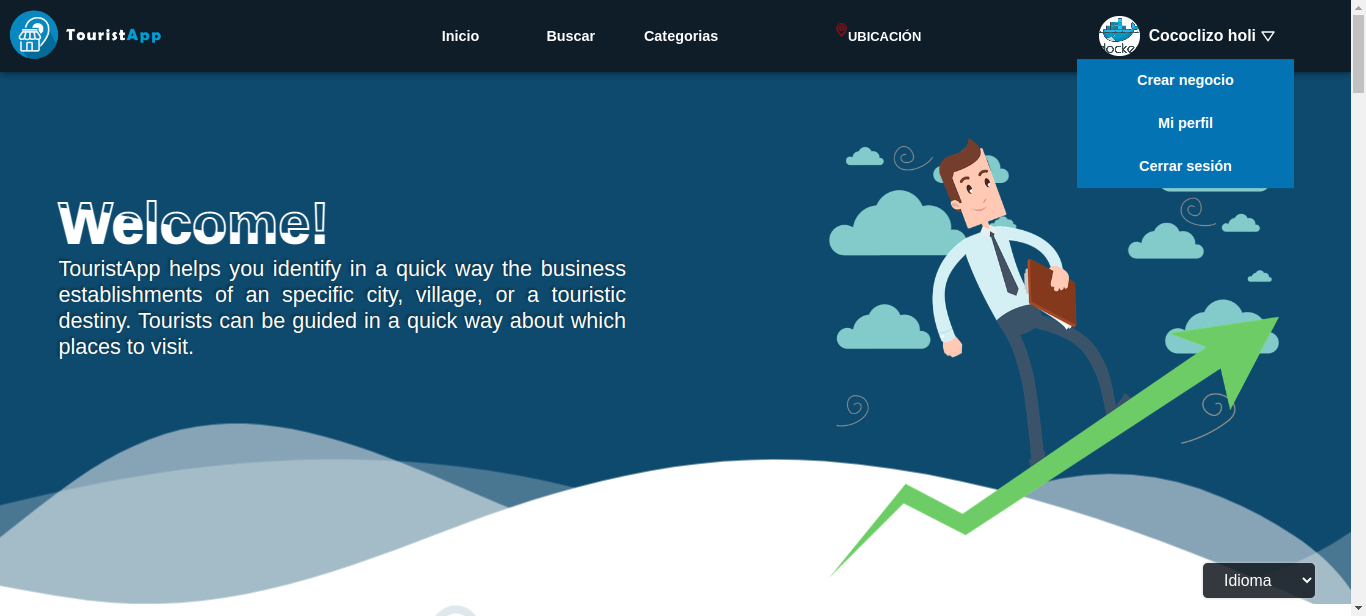 TouristApp
Inicio
Buscar
Categorias
UBICACIÓN
docke
Cococlizo holi
Crear negocio
Mi perfil
Cerrar sesión
Welcome!
TouristApp helps you identify in a quick way the business
establishments of an specific city, village, or a touristic
destiny. Tourists can be guided in a quick way about which
places to visit.
Idioma